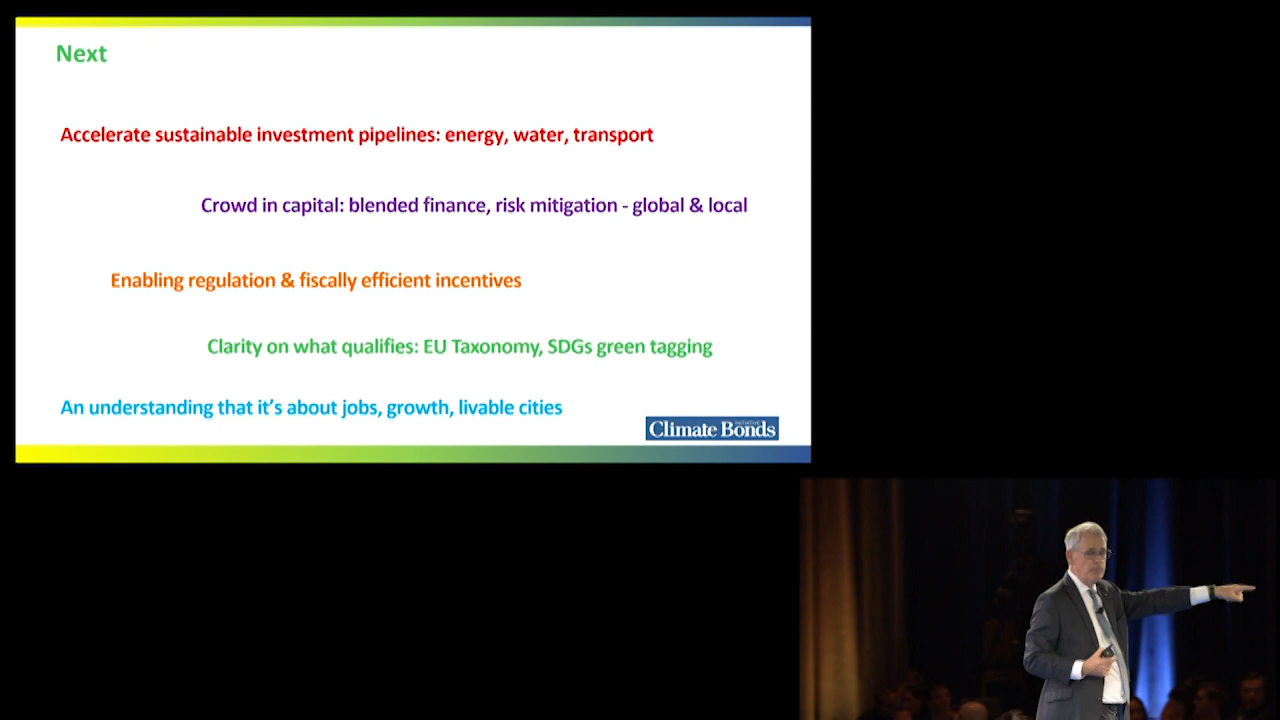 Next
Accelerate sustainable investment pipelines: energy, water, transport
Crowd in capital: blended finance, risk mitigation - global & local
Enabling regulation & fiscally efficient incentives
Clarity on what qualifies: EU Taxonomy, SDGs green tagging
An understanding that it’s about jobs, growth, livable cities
Climate Bonds